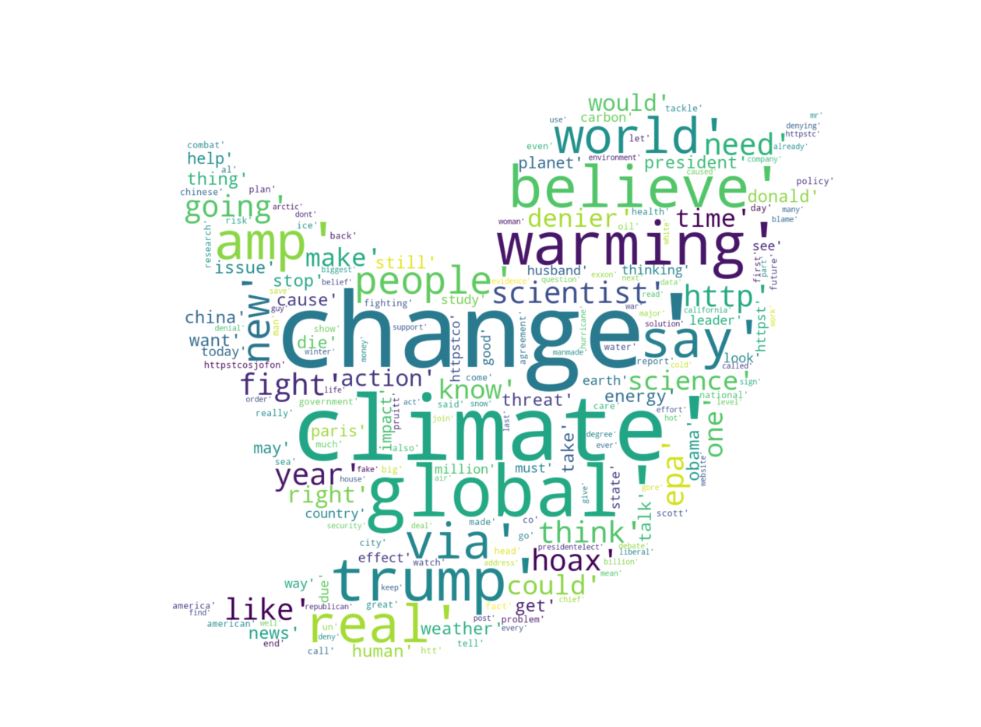 would' tackle'
use' carbon' mr'
combat' world' let' denying'
httpstc'
help' even' need' already'
al' planet' environment' president' company'
thing' caused'
chinese' plan' believe' policy'
going' arctic' donald'
risk' dont' woman' denier' health' time' day' many'
ice' oil' blame'
amp' back' warming' white' see'
research' make' still' first' part' future'
issue' biggest' belief' people' husband' thinking'
stop' evidence' question' exxon' next' data'
save' cause' fighting' study' scientist' read' http'
guy' man' war' california'
china' denial' new' show' change' support' good' agreement' hurricane' major' solution' leader' httpst' work'
want' die' money' httpstco' manmade' water' say' look'
today' winter' report' cold' called'
httpstcosjofon' come' earth' science' sign'
fight' life' action' act' know' threat' energy' national'
order' government' pruitt' said' snow' care' effort' level'
really' impact' join' last' degree' hot' one'
paris' climate' take' ever' obama'
may' much' also'
sea' fake' big' million' must' state' epa' website'
year' house' air' global' give' gore'
right' country' made' co' talk' scott'
security' deal' go' think' debate'
city' via' presidentelect' liberal'
effect' watch' head' hoax' billion'
way' due' keep' trump' address' could' mean'
chief'
america' like' republican' great' fact' get'
find' real' post' problem'
american' well' un' weather' every'
news' deny'
end' call' human' htt' tell'